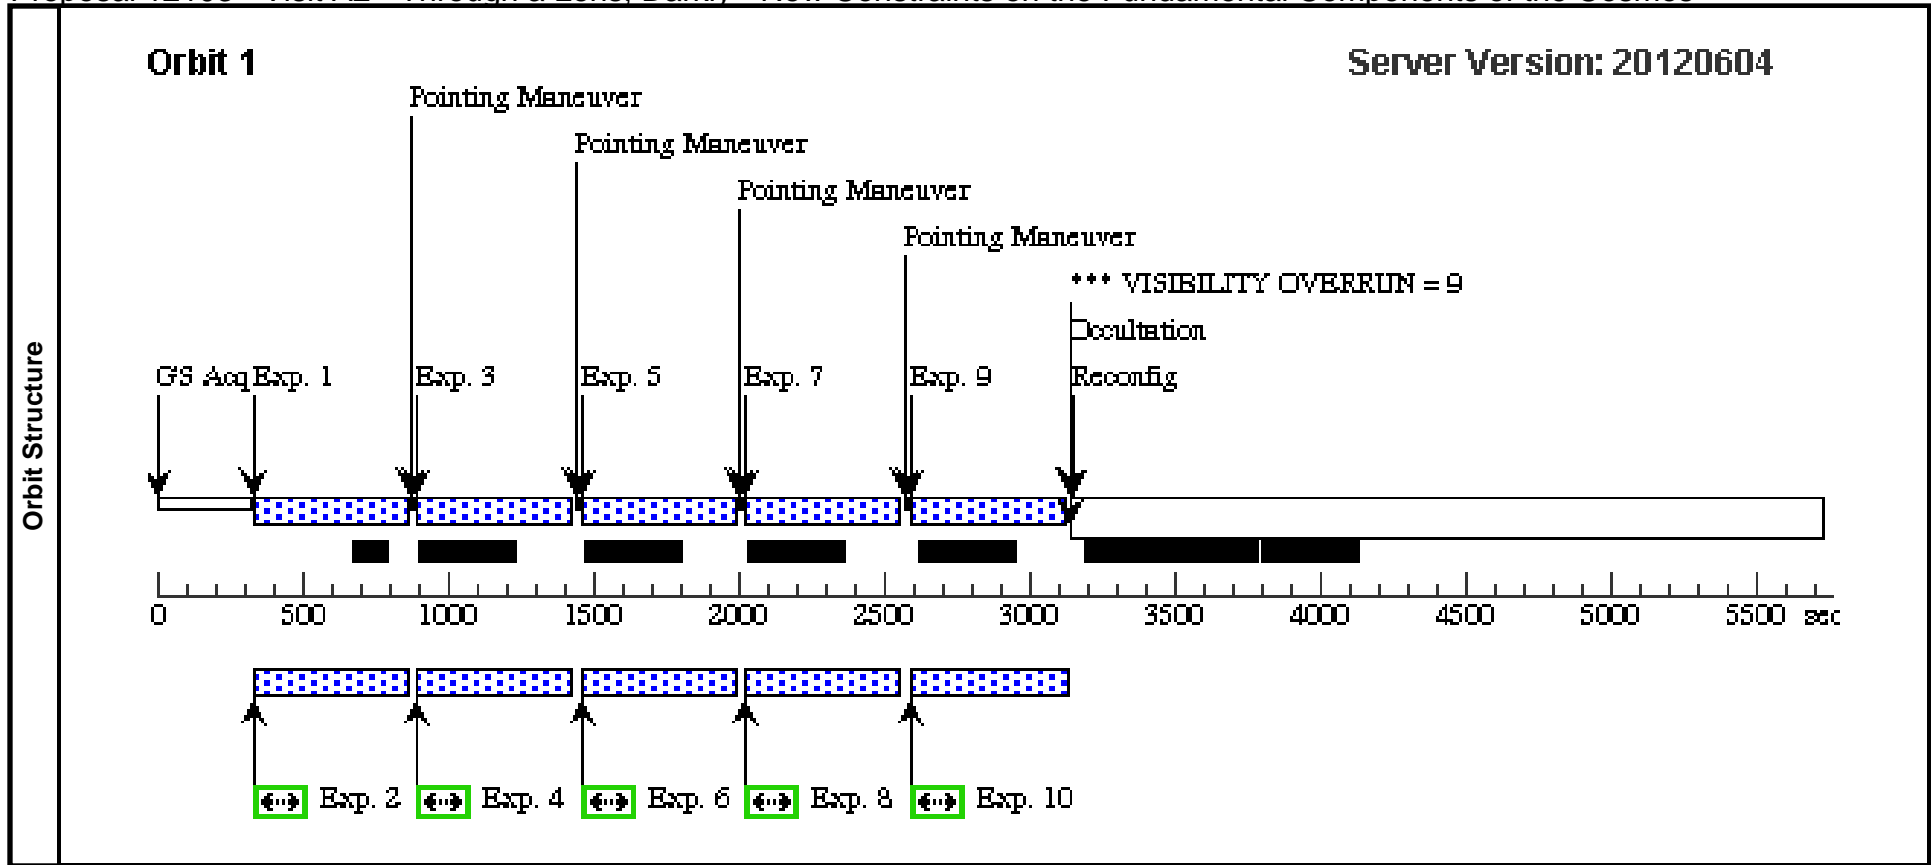 Orbit 1
Server Version: 20120604
Pointing Maneuver
Pointing Maneuver
Pointing Maneuver
Pointing Maneuver
*** VISIBILITY OVERRUN = 9
Occultation
GS Acq Exp. 1 Exp. 3 Exp. 5 Exp. 7 Exp. 9 Reconfig
Orbit Structure
0 500 1000 1500 2000 2500 3000 3500 4000 4500 5000 5500 sec
Exp. 2 Exp. 4 Exp. 6 Exp. 8 Exp. 10